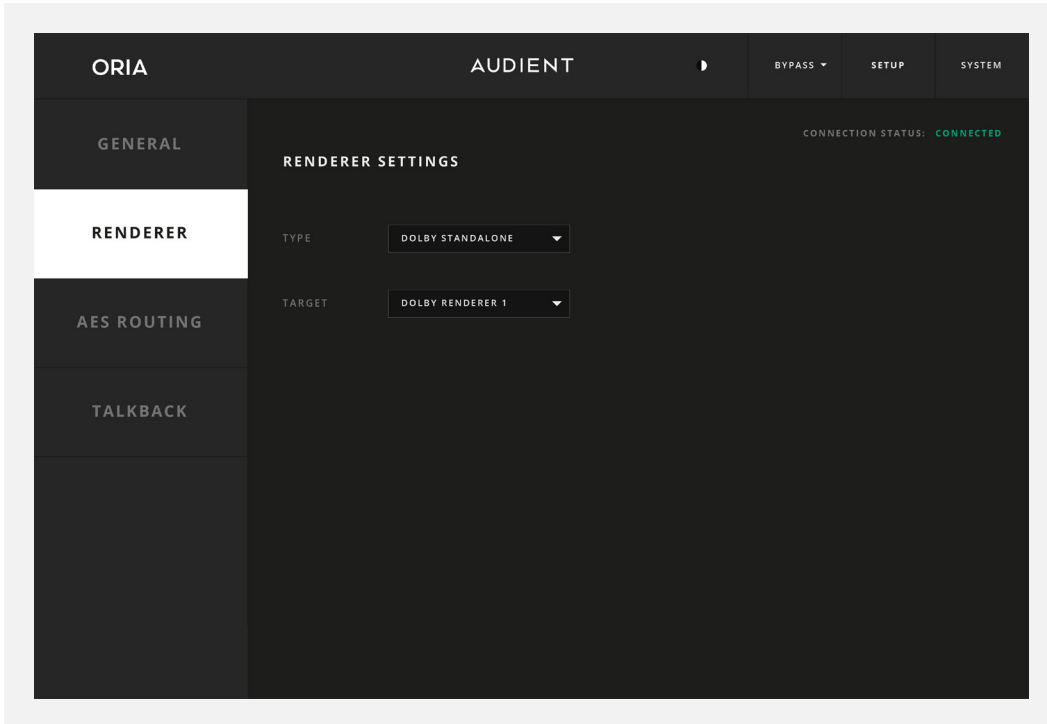 ORIA
AUDIENT
BYPASS
SETUP
SYSTEM
GENERAL
RENDERER
AES ROUTING
TALKBACK
CONNECTION STATUS: CONNECTED
RENDERER SETTINGS
TYPE DOLBY STANDALONE
TARGET DOLBY RENDERER 1